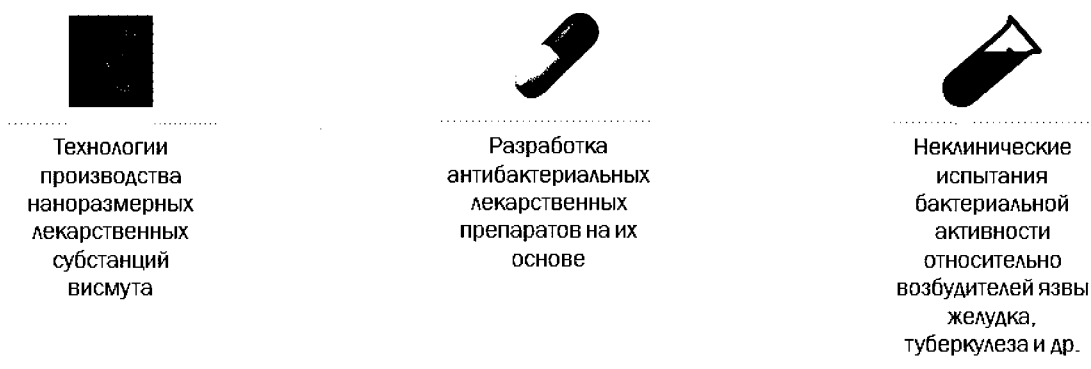 Технологии
производства
наноразмерных
лекарственных
субстанций
висмута
Разработка
антибактериальных
лекарственных
препаратов на их
основе
Неклинические
испытания
бактериальной
активности
относительно
возбудителей язвы
желудка,
туберкулеза и др.